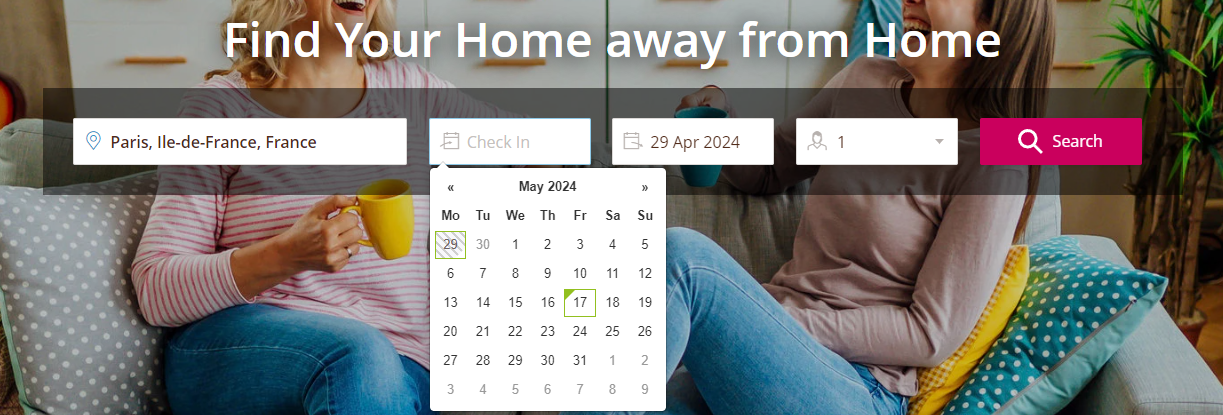 Find Your Home away from Home
Paris, Ile-de-France, France
Check In
29 Apr 2024
1
Search
« May 2024 »
Mo Tu We Th Fr Sa Su
29 30 1 2 3 4 5
6 7 8 9 10 11 12
13 14 15 16 17 18 19
20 21 22 23 24 25 26
27 28 29 30 31 1 2
3 4 5 6 7 8 9